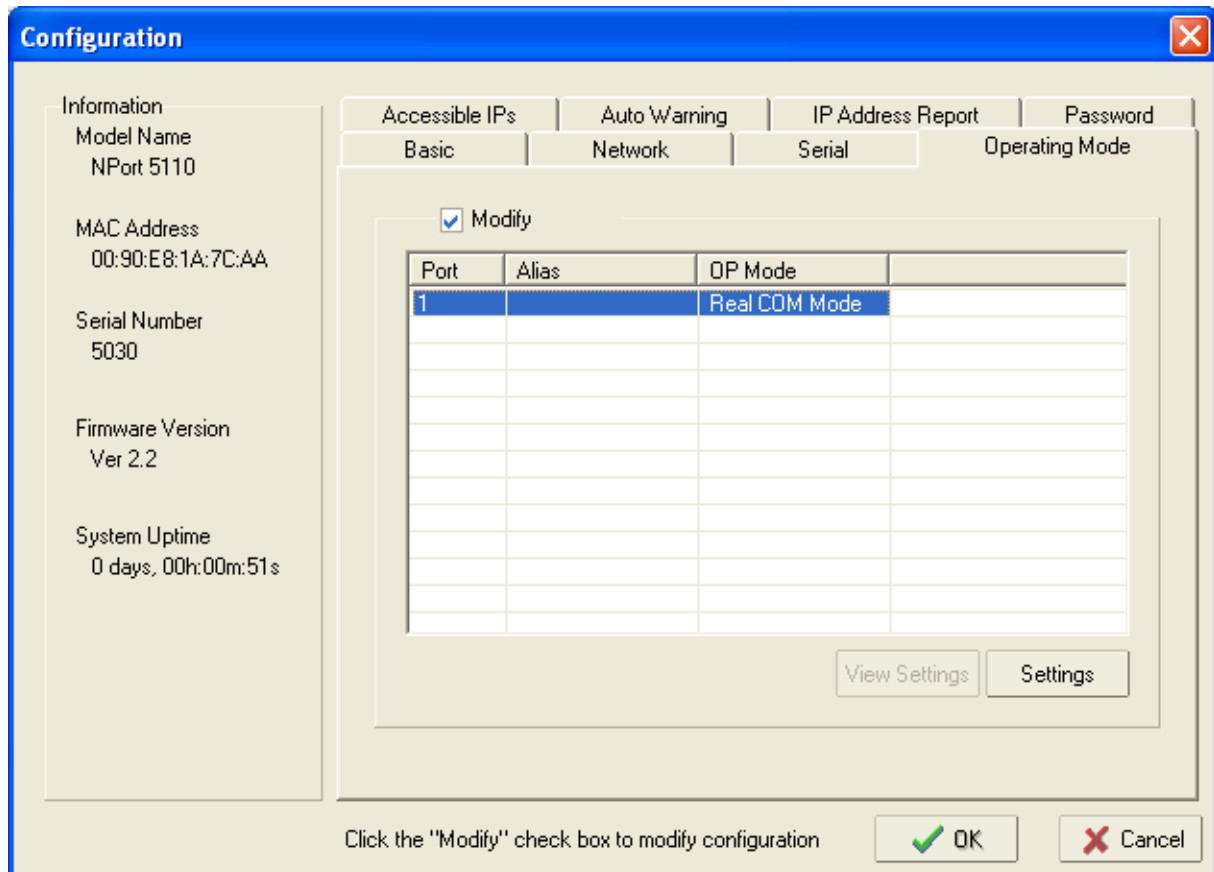 Configuration
Information
Model Name
NPort 5110
MAC Address
00:90:E8:1A:7C:AA
Serial Number
5030
Firmware Version
Ver 2.2
System Uptime
0 days, 00h:00m:51s
Accessible IPs Auto Warning IP Address Report Password
Basic Network Serial Operating Mode
Modify
Port Alias OP Mode
1 Real COM Mode
View Settings Settings
Click the "Modify" check box to modify configuration OK Cancel